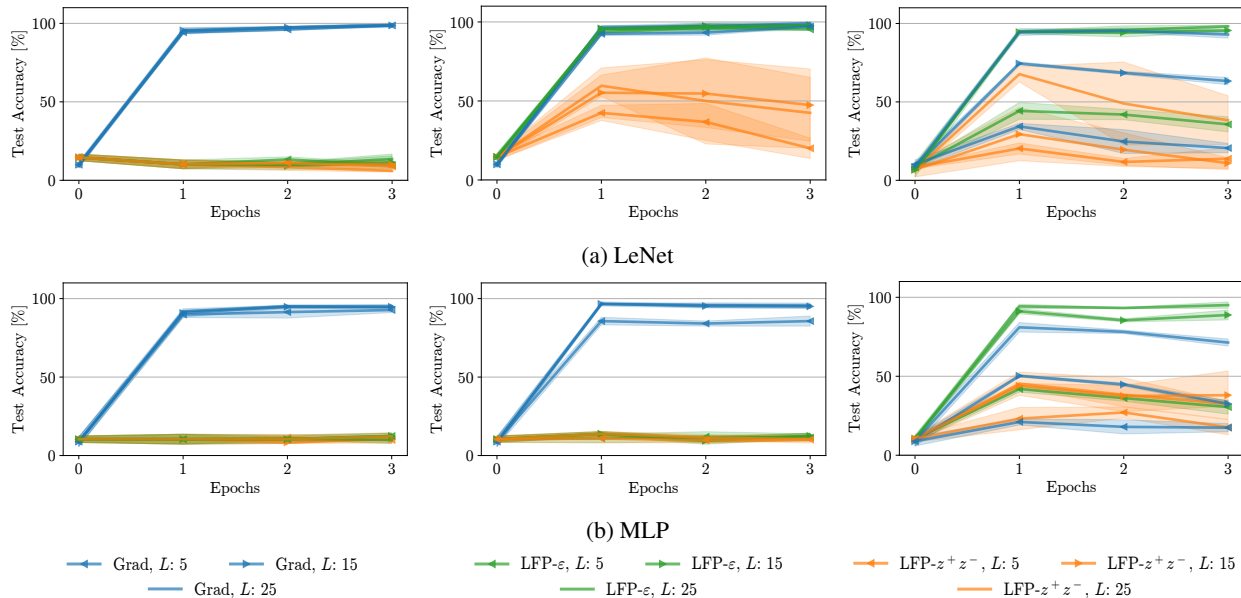 100
50
0
Test Accuracy [%]
0 1 2 3
Epochs
100
50
0
Test Accuracy [%]
0 1 2 3
Epochs
100
50
0
Test Accuracy [%]
0 1 2 3
Epochs
(a) LeNet
100
50
0
Test Accuracy [%]
0 1 2 3
Epochs
100
50
0
Test Accuracy [%]
0 1 2 3
Epochs
100
50
0
Test Accuracy [%]
0 1 2 3
Epochs
(b) MLP
Grad, L: 5 Grad, L: 15
Grad, L: 25
LFP-ε, L: 5 LFP-ε, L: 15
LFP-ε, L: 25
LFP-z⁺z⁻, L: 5 LFP-z⁺z⁻, L: 15
LFP-z⁺z⁻, L: 25